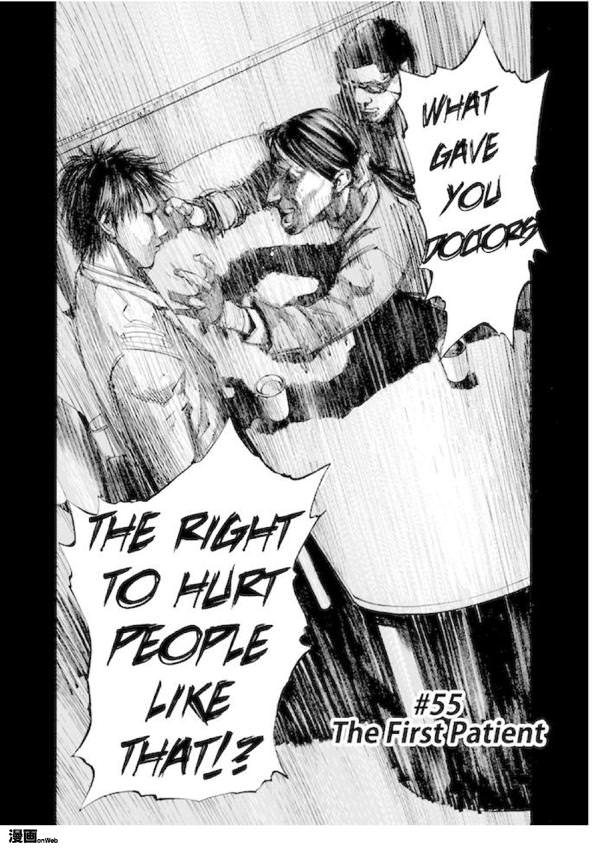 WHAT
GAVE
YOU
DOCTORS
THE RIGHT
TO HURT
PEOPLE
LIKE
THAT!?
#55
The First Patient
漫画onWeb